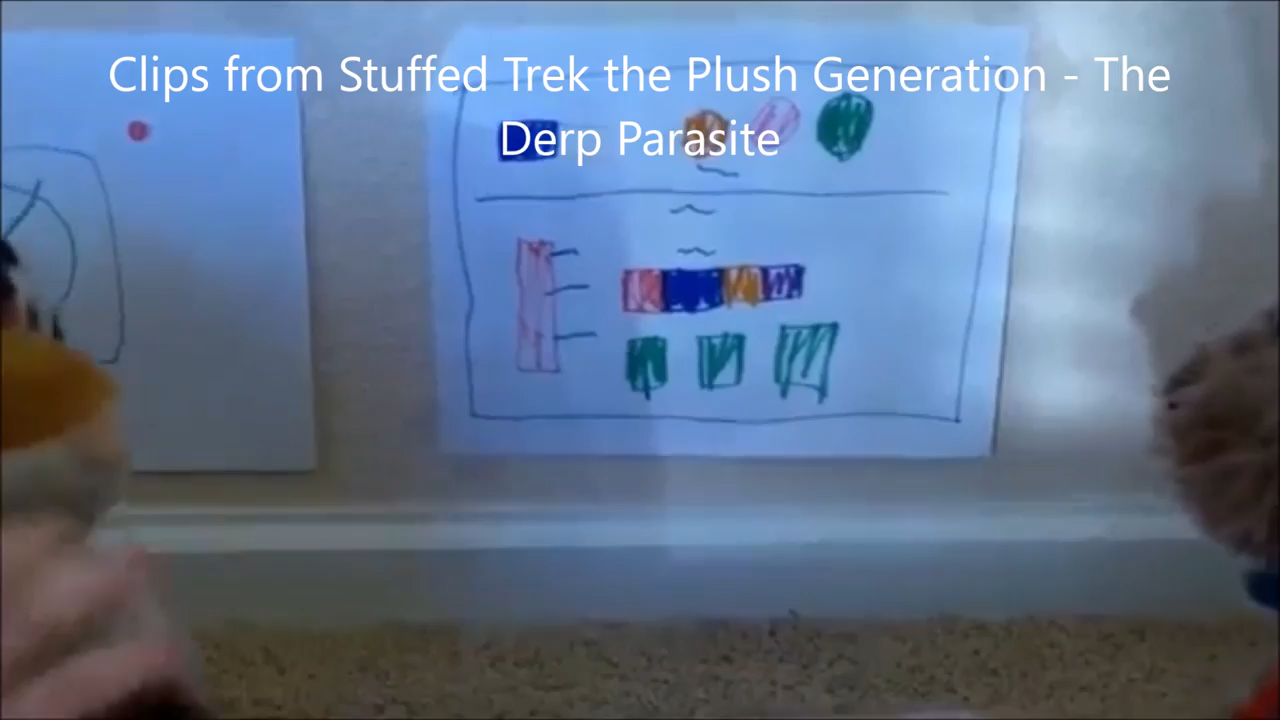 Clips from Stuffed Trek the Plush Generation - The
Derp Parasite